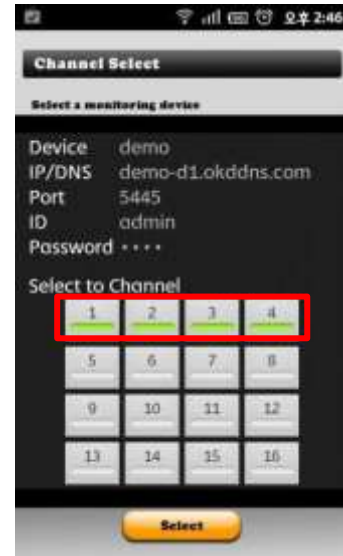 오후 2:46
Channel Select
Select a monitoring device
Device demo
IP/DNS demo-d1.okddns.com
Port 5445
ID admin
Password ····
Select to Channel
1 2 3 4
5 6 7 8
9 10 11 12
13 14 15 16
Select